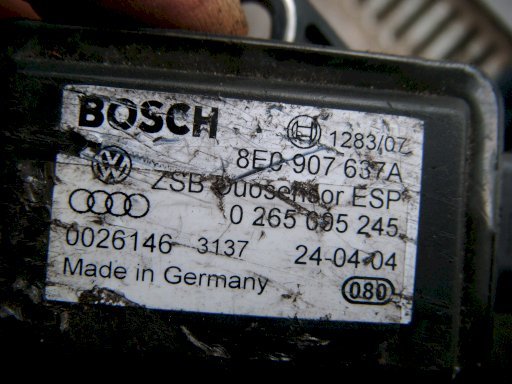 BOSCH 1283/07
8E0 907 637A
ZSB Duosensor ESP
0 265 005 245
0026146 3137 24-04-04
Made in Germany 080